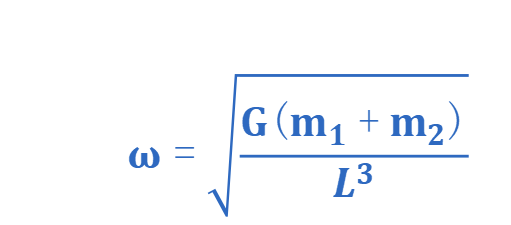 ω = √(G(m₁ + m₂) / L³)